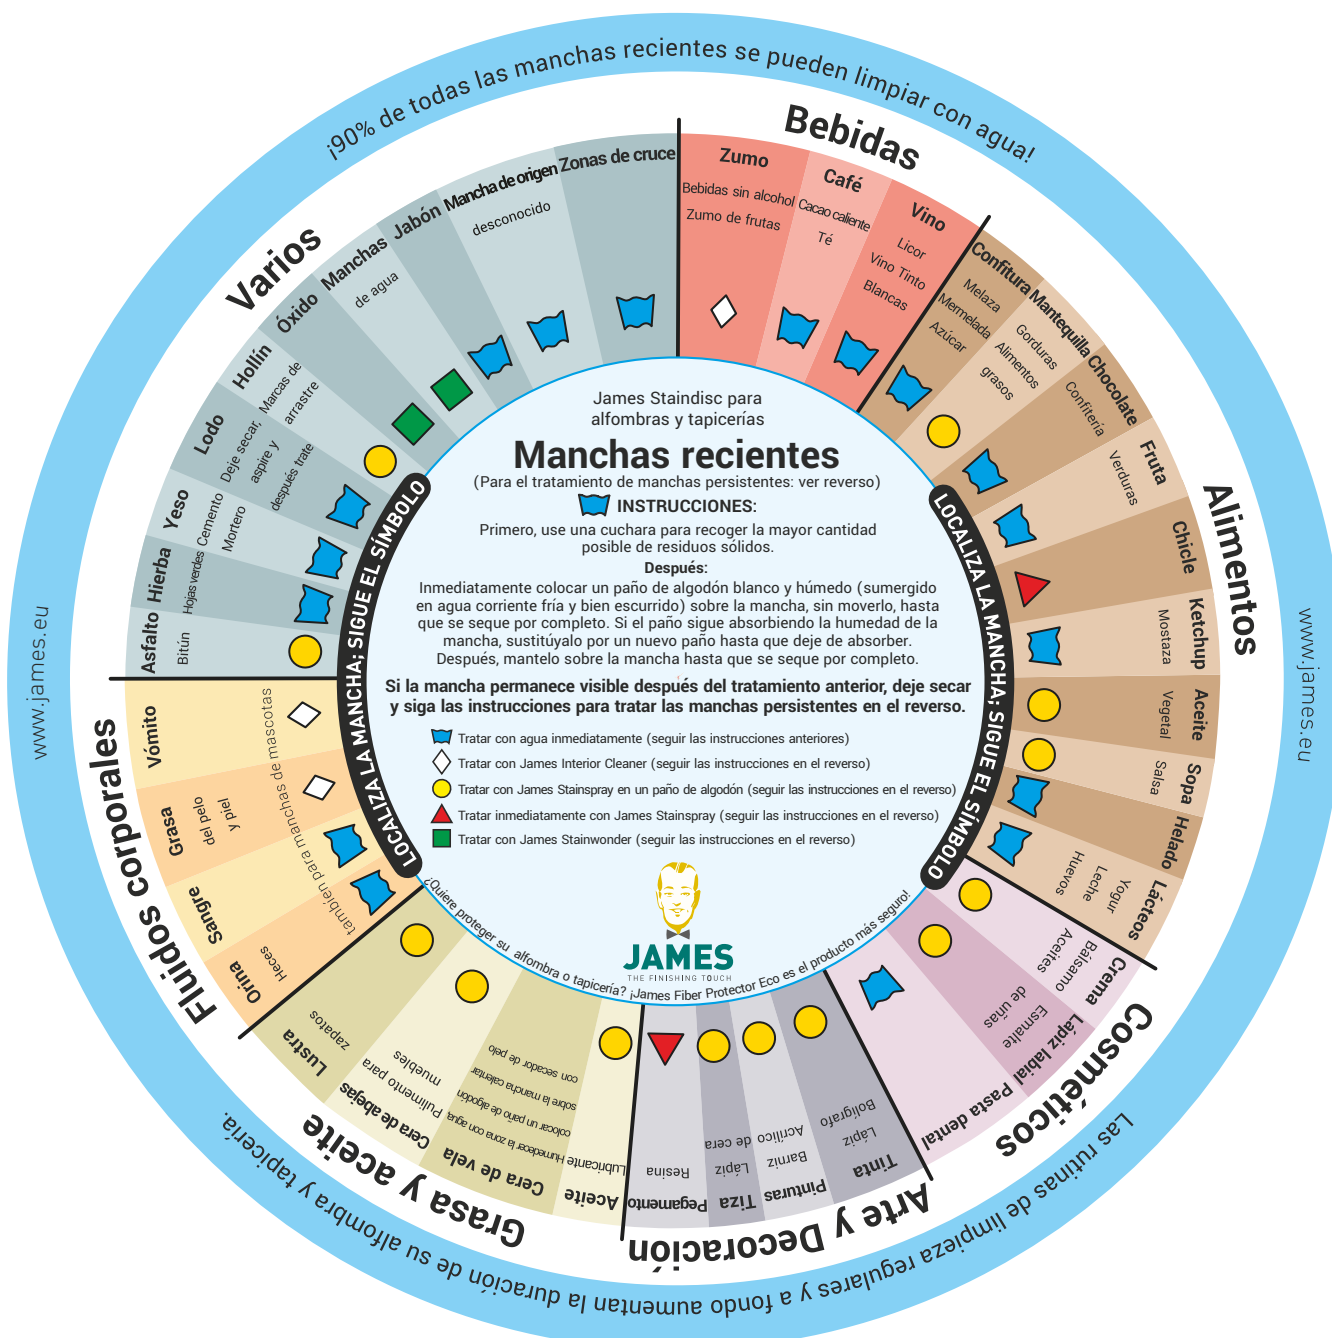 ¡90% de todas las manchas recientes se pueden limpiar con agua!
www.james.eu
www.james.eu
Las rutinas de limpieza regulares y a fondo aumentan la duración de su alfombra y tapicería.
Bebidas
Zumo
Bebidas sin alcohol
Zumo de frutas
Café
Cacao caliente
Té
Vino
Licor
Vino Tinto
Blancas
Alimentos
Confitura
Melaza
Mermelada
Azúcar
Mantequilla
Gorduras
Alimentos
grasos
Chocolate
Confitería
Fruta
Verduras
Chicle
Ketchup
Mostaza
Aceite
Vegetal
Sopa
Salsa
Helado
Lácteos
Yogur
Leche
Huevos
Cosméticos
Crema
Bálsamo
Aceites
Lápiz labial
Esmalte
de uñas
Pasta dental
Arte y Decoración
Tinta
Lápiz
Bolígrafo
Pinturas
Barniz
Acrílico
Tiza
Lápiz
de cera
Pegamento
Resina
Grasa y aceite
Aceite
Lubricante
Cera de vela
Humedecer la zona con agua,
colocar un paño de algodón
sobre la mancha calentar
con secador de pelo
Cera de abejas
Pulimento para
muebles
Lustra
zapatos
Fluidos corporales
Orina
Heces
Sangre
Grasa
del pelo
y piel
Vómito
tambien para manchas de mascotas
Varios
Asfalto
Bitún
Hierba
Hojas verdes
Yeso
Cemento
Mortero
Lodo
Deje secar,
aspire y
después trate
Hollín
Marcas de
arrastre
Óxido
Manchas
de agua
Jabón
Mancha de origen
desconocido
Zonas de cruce
LOCALIZA LA MANCHA; SIGUE EL SÍMBOLO
LOCALIZA LA MANCHA; SIGUE EL SÍMBOLO
James Staindisc para
alfombras y tapicerías
Manchas recientes
(Para el tratamiento de manchas persistentes: ver reverso)
INSTRUCCIONES:
Primero, use una cuchara para recoger la mayor cantidad
posible de residuos sólidos.
Después:
Inmediatamente colocar un paño de algodón blanco y húmedo (sumergido
en agua corriente fría y bien escurrido) sobre la mancha, sin moverlo, hasta
que se seque por completo. Si el paño sigue absorbiendo la humedad de la
mancha, sustitúyalo por un nuevo paño hasta que deje de absorber.
Después, mantelo sobre la mancha hasta que se seque por completo.
Si la mancha permanece visible después del tratamiento anterior, deje secar
y siga las instrucciones para tratar las manchas persistentes en el reverso.
Tratar con agua inmediatamente (seguir las instrucciones anteriores)
Tratar con James Interior Cleaner (seguir las instrucciones en el reverso)
Tratar con James Stainspray en un paño de algodón (seguir las instrucciones en el reverso)
Tratar inmediatamente con James Stainspray (seguir las instrucciones en el reverso)
Tratar con James Stainwonder (seguir las instrucciones en el reverso)
JAMES
THE FINISHING TOUCH
¿Quiere proteger su alfombra o tapicería? ¡James Fiber Protector Eco es el producto más seguro!